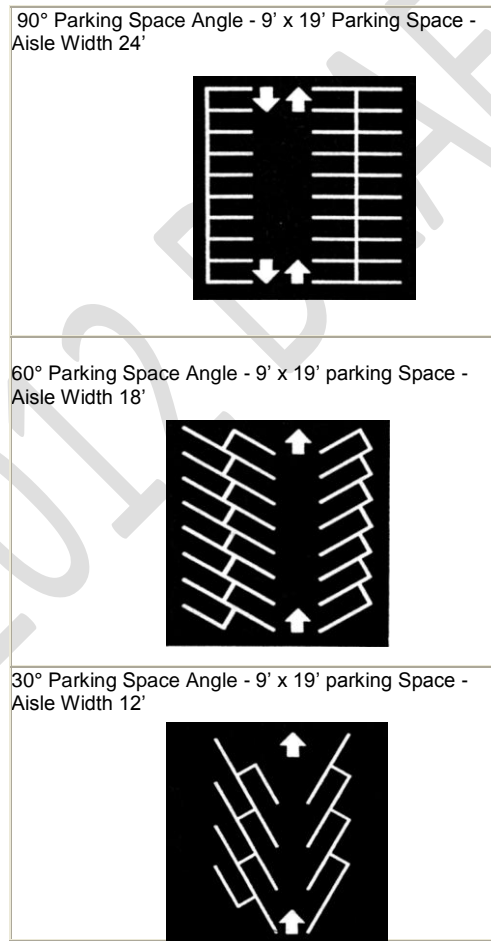 90° Parking Space Angle - 9’ x 19’ Parking Space -
Aisle Width 24’
60° Parking Space Angle - 9’ x 19’ parking Space -
Aisle Width 18’
30° Parking Space Angle - 9’ x 19’ parking Space -
Aisle Width 12’